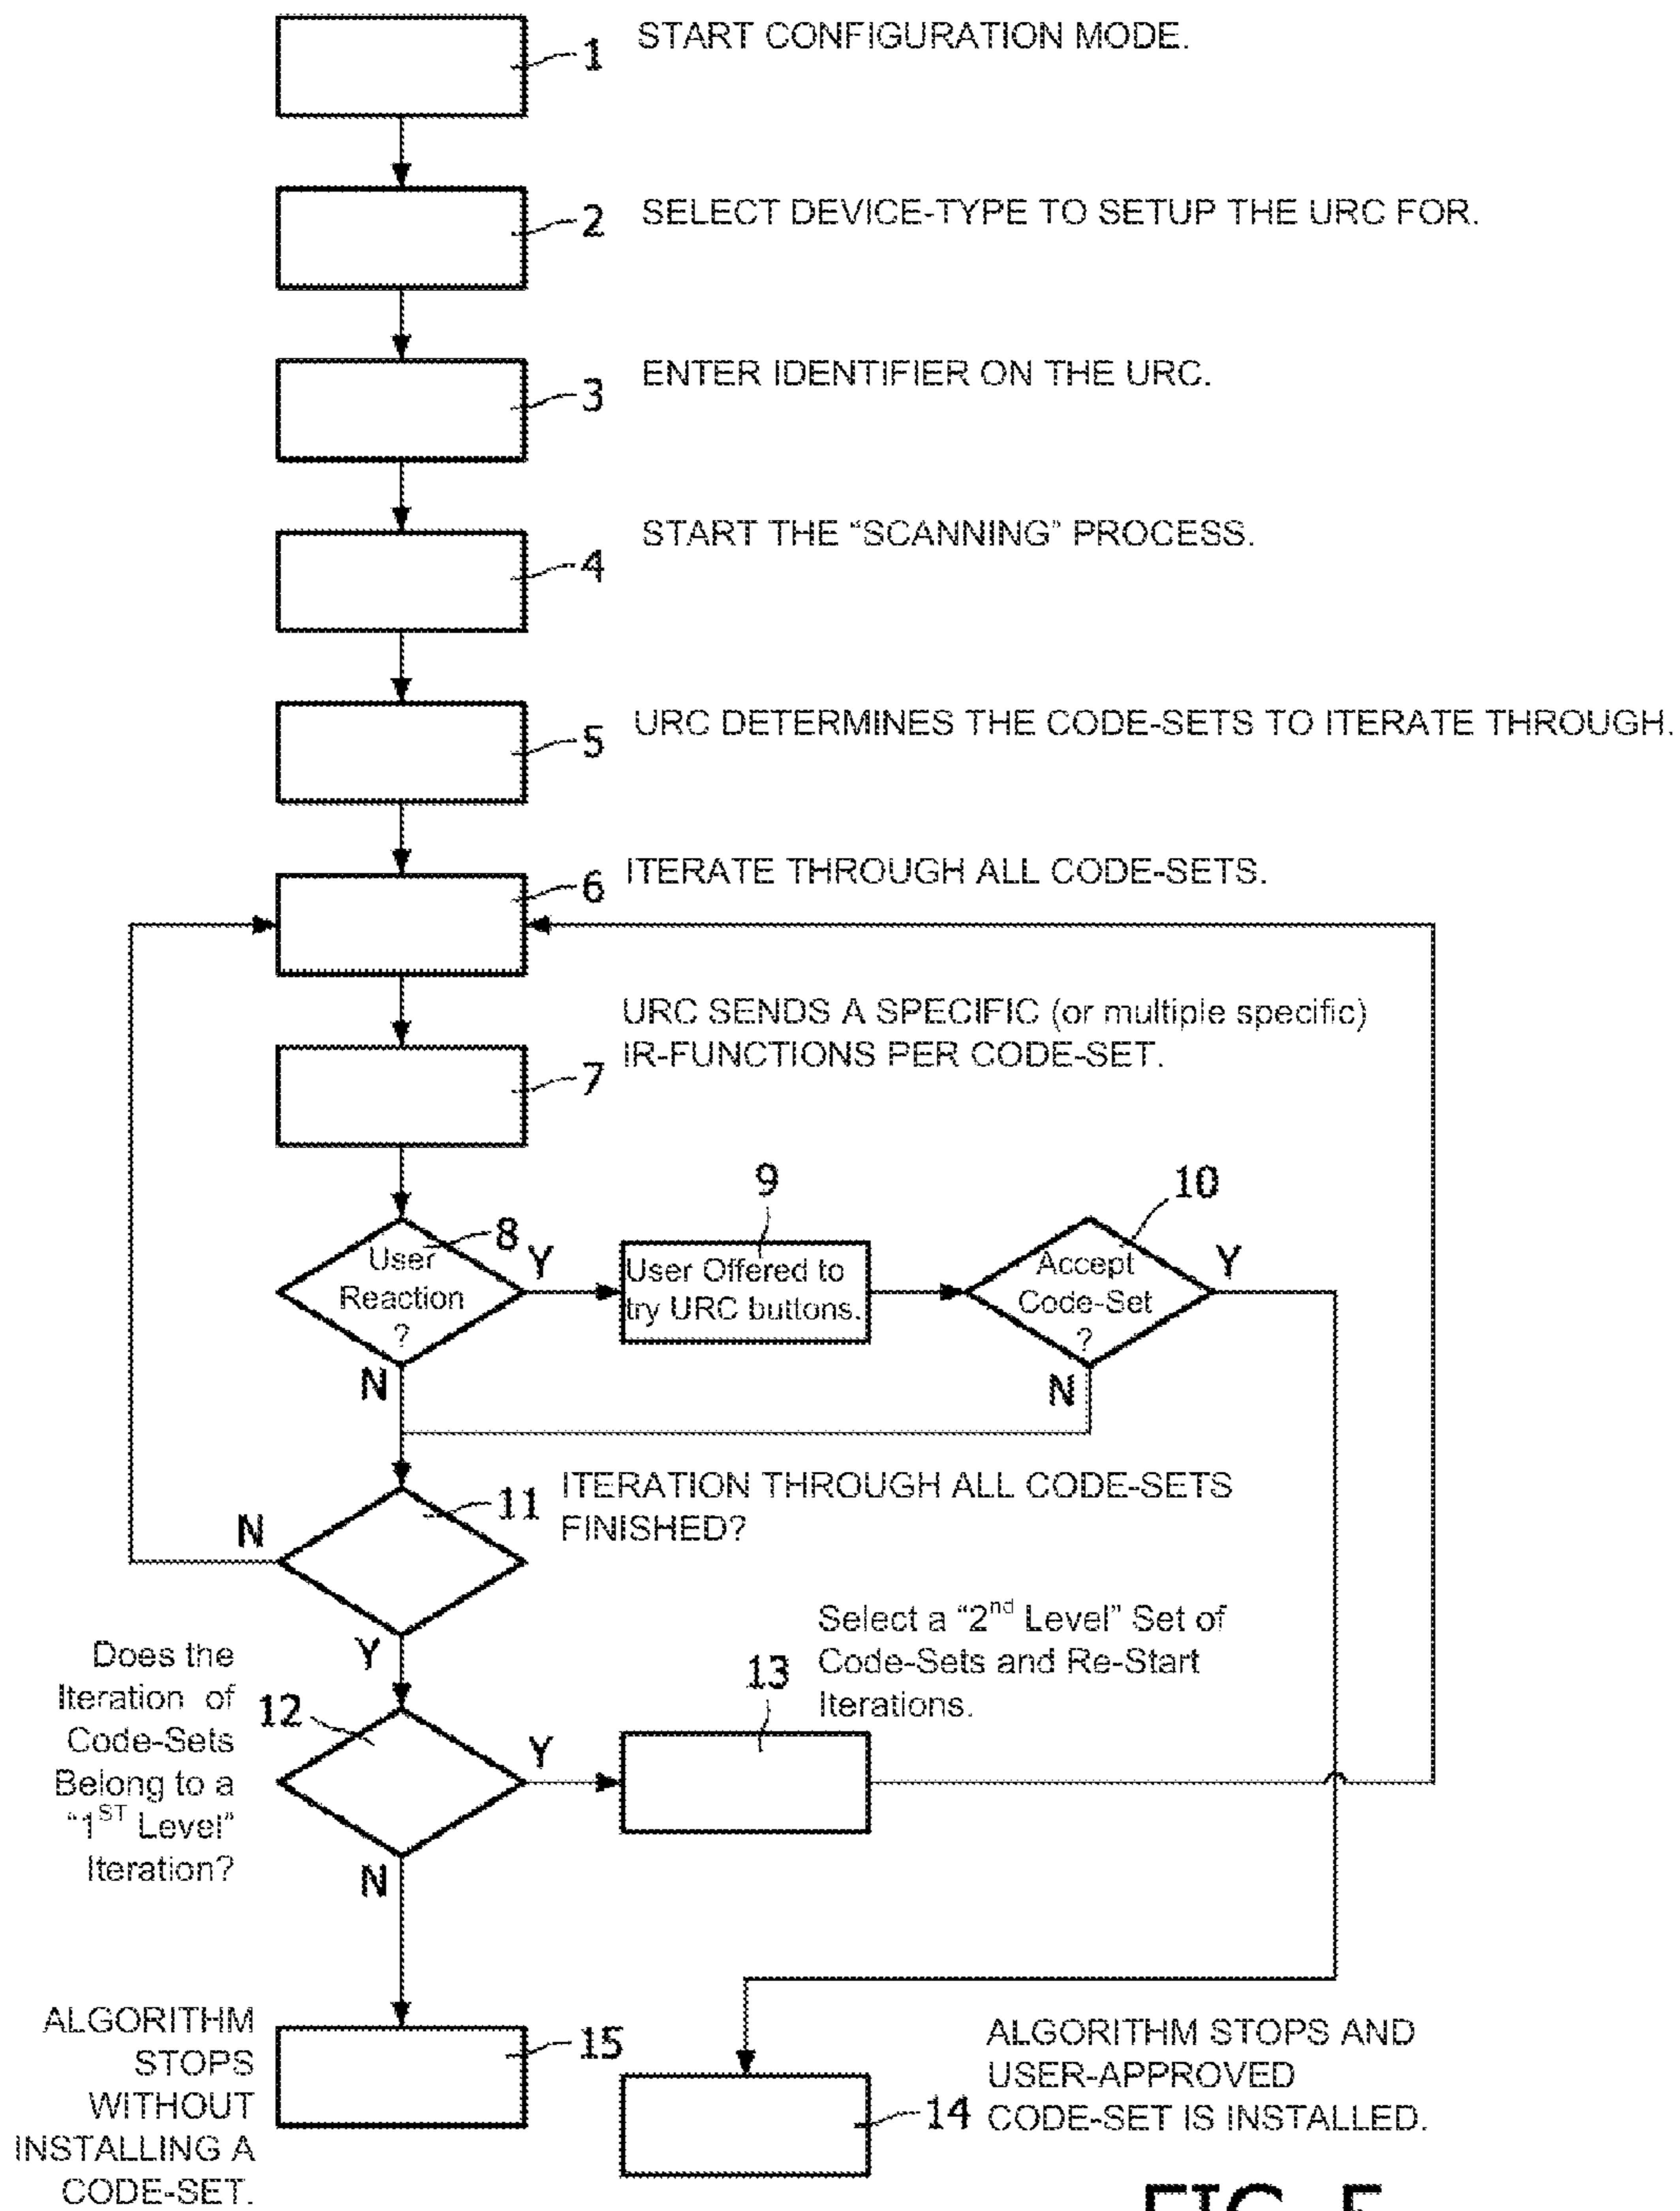 1 START CONFIGURATION MODE.
2 SELECT DEVICE-TYPE TO SETUP THE URC FOR.
3 ENTER IDENTIFIER ON THE URC.
4 START THE “SCANNING” PROCESS.
5 URC DETERMINES THE CODE-SETS TO ITERATE THROUGH.
6 ITERATE THROUGH ALL CODE-SETS.
URC SENDS A SPECIFIC (or multiple specific)
IR-FUNCTIONS PER CODE-SET.
7
8
User
Reaction
?
Y
N
9
User Offered to
try URC buttons.
10
Accept
Code-Set
?
Y
N
11
ITERATION THROUGH ALL CODE-SETS
FINISHED?
N
Y
Does the
Iteration of
Code-Sets
Belong to a
“1ST Level”
Iteration?
12
Y
N
13
Select a “2nd Level” Set of
Code-Sets and Re-Start
Iterations.
ALGORITHM
STOPS
WITHOUT
INSTALLING A
CODE-SET.
15
14
ALGORITHM STOPS AND
USER-APPROVED
CODE-SET IS INSTALLED.
FIG. 5